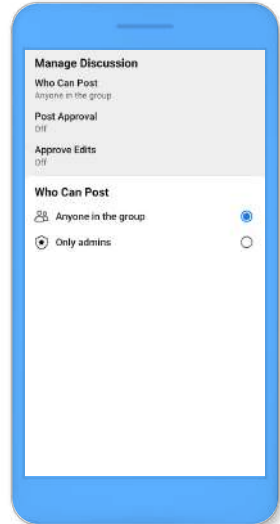 Manage Discussion
Who Can Post
Anyone in the group
Post Approval
Off
Approve Edits
Off
Who Can Post
Anyone in the group
Only admins